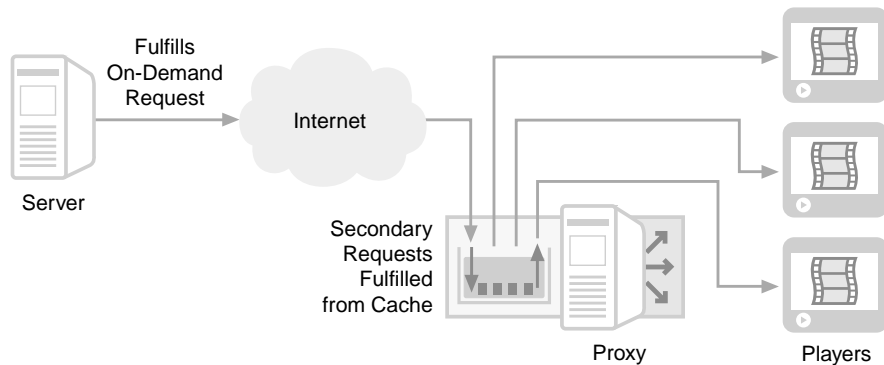 Fulfills
On-Demand
Request
Internet
Server
Secondary
Requests
Fulfilled
from Cache
Proxy
Players